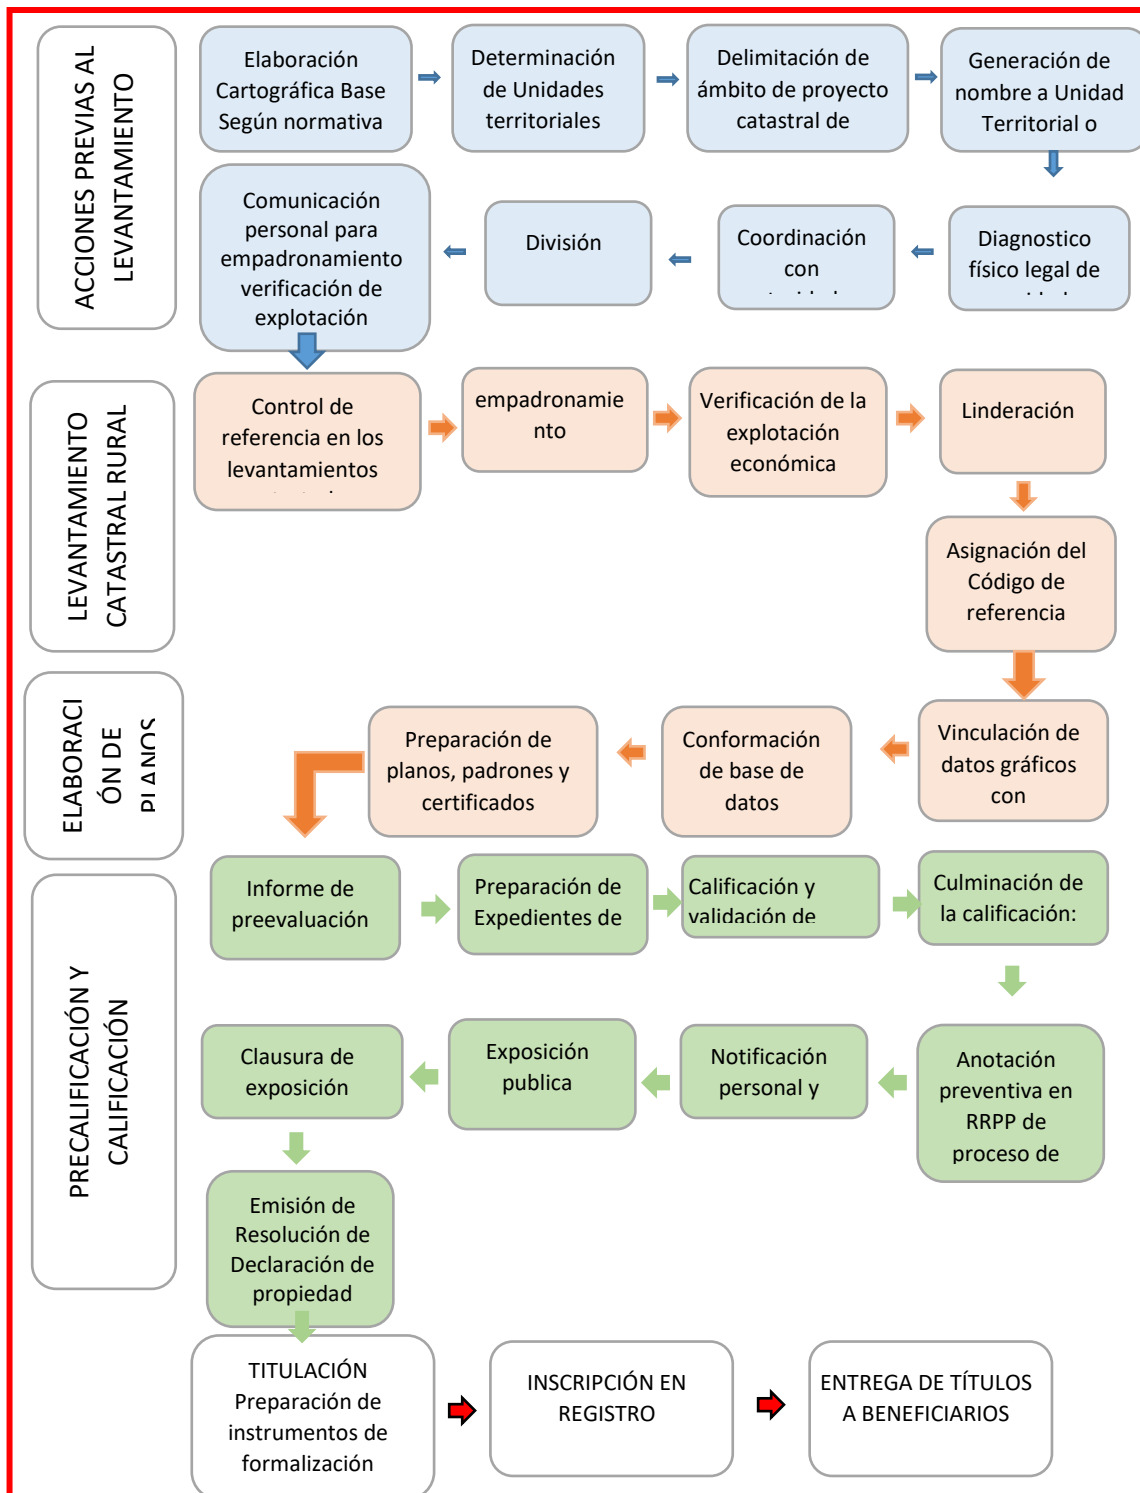 ACCIONES PREVIAS AL
LEVANTAMIENTO
Elaboración
Cartográfica Base
Según normativa
Determinación
de Unidades
territoriales
Delimitación de
ámbito de proyecto
catastral de
Generación de
nombre a Unidad
Territorial o
Comunicación
personal para
empadronamiento
verificación de
explotación
División
Coordinación
con
Diagnostico
físico legal de
LEVANTAMIENTO
CATASTRAL RURAL
Control de
referencia en los
levantamientos
empadronamie
nto
Verificación de la
explotación
económica
Linderación
Asignación del
Código de
referencia
ELABORACI
ÓN DE
PLANOS
Preparación de
planos, padrones y
certificados
Conformación
de base de
datos
Vinculación de
datos gráficos
con
PRECALIFICACIÓN Y
CALIFICACIÓN
Informe de
preevaluación
Preparación de
Expedientes de
Calificación y
validación de
Culminación de
la calificación:
Clausura de
exposición
Exposición
publica
Notificación
personal y
Anotación
preventiva en
RRPP de
proceso de
Emisión de
Resolución de
Declaración de
propiedad
TITULACIÓN
Preparación de
instrumentos de
formalización
INSCRIPCIÓN EN
REGISTRO
ENTREGA DE TÍTULOS
A BENEFICIARIOS